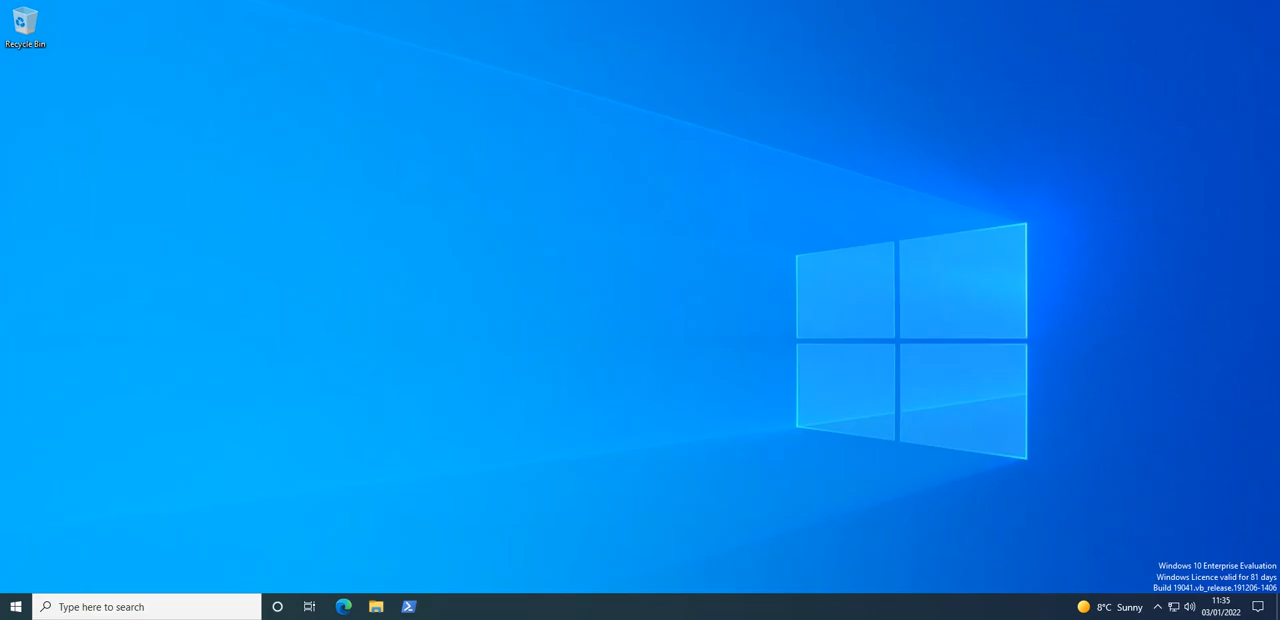 Recycle Bin
Windows 10 Enterprise Evaluation
Windows Licence valid for 81 days
Build 19041.vb_release.191206-1406
Type here to search
8°C Sunny
11:35
03/01/2022